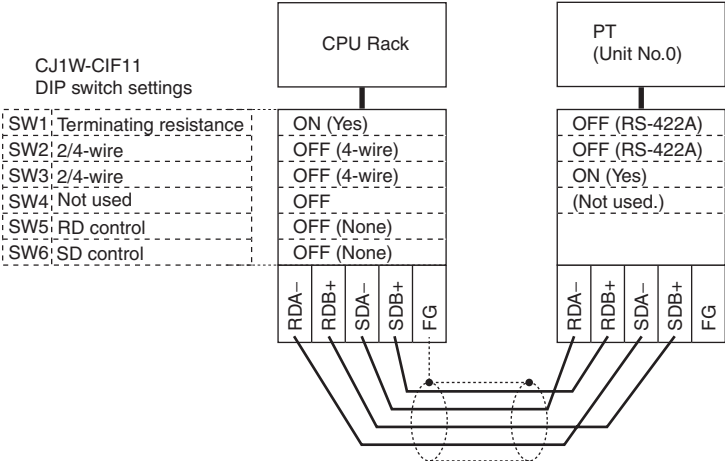 CPU Rack
PT
(Unit No.0)
CJ1W-CIF11
DIP switch settings
SW1 Terminating resistance ON (Yes) OFF (RS-422A)
SW2 2/4-wire OFF (4-wire) OFF (RS-422A)
SW3 2/4-wire OFF (4-wire) ON (Yes)
SW4 Not used OFF (Not used.)
SW5 RD control OFF (None)
SW6 SD control OFF (None)
RDA− RDB+ SDA− SDB+ FG RDA− RDB+ SDA− SDB+ FG